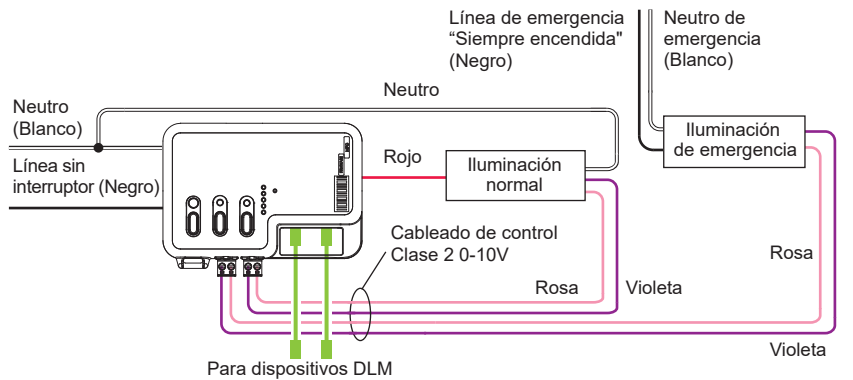 Línea de emergencia
“Siempre encendida"
(Negro)
Neutro de
emergencia
(Blanco)
Neutro
Neutro
(Blanco)
Línea sin
interruptor (Negro)
Rojo
Iluminación
normal
Iluminación
de emergencia
Cableado de control
Clase 2 0-10V
Rosa
Violeta
Rosa
Violeta
Para dispositivos DLM